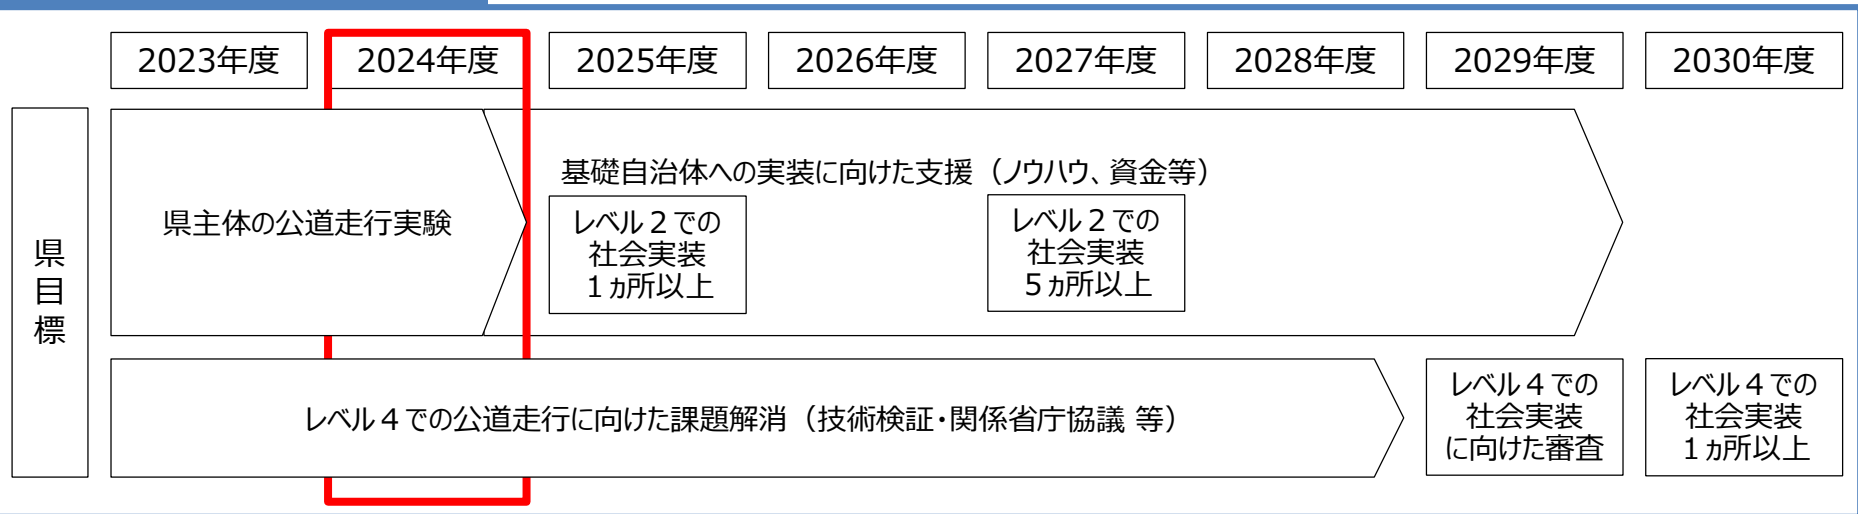 2023年度
2024年度
2025年度
2026年度
2027年度
2028年度
2029年度
2030年度
県目標
県主体の公道走行実験
基礎自治体への実装に向けた支援（ノウハウ、資金等）
レベル２での
社会実装
１ヵ所以上
レベル２での
社会実装
５ヵ所以上
レベル４での公道走行に向けた課題解消（技術検証・関係省庁協議 等）
レベル４での
社会実装
に向けた審査
レベル４での
社会実装
１ヵ所以上